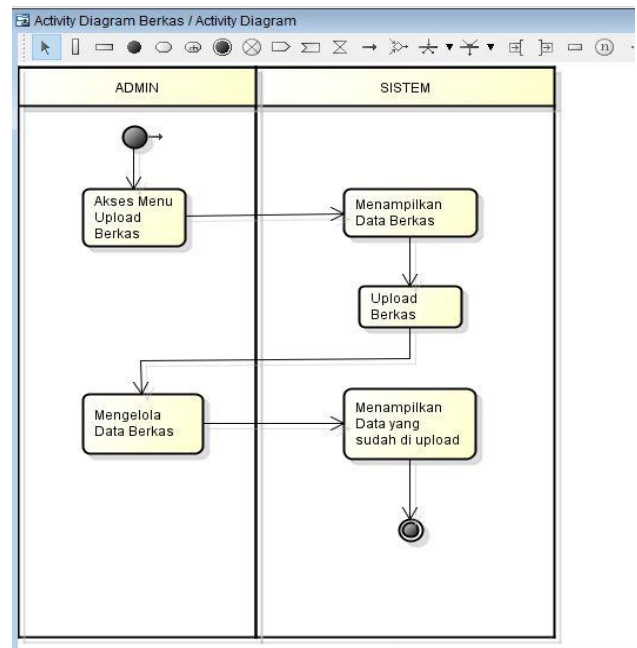 Activity Diagram Berkas / Activity Diagram
n
ADMIN
SISTEM
Akses Menu
Upload
Berkas
Menampilkan
Data Berkas
Upload
Berkas
Mengelola
Data Berkas
Menampilkan
Data yang
sudah di upload